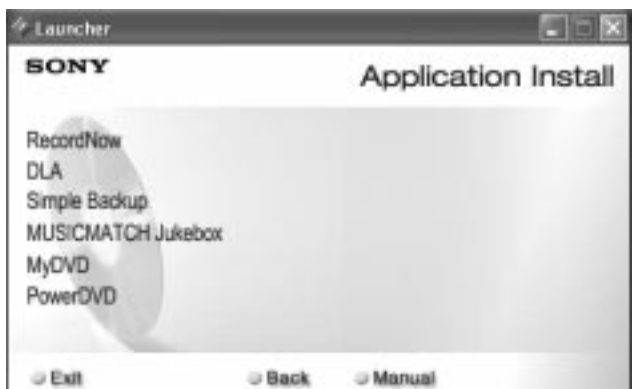 Launcher
SONY
Application Install
RecordNow
DLA
Simple Backup
MUSICMATCH Jukebox
MyDVD
PowerDVD
Exit Back Manual